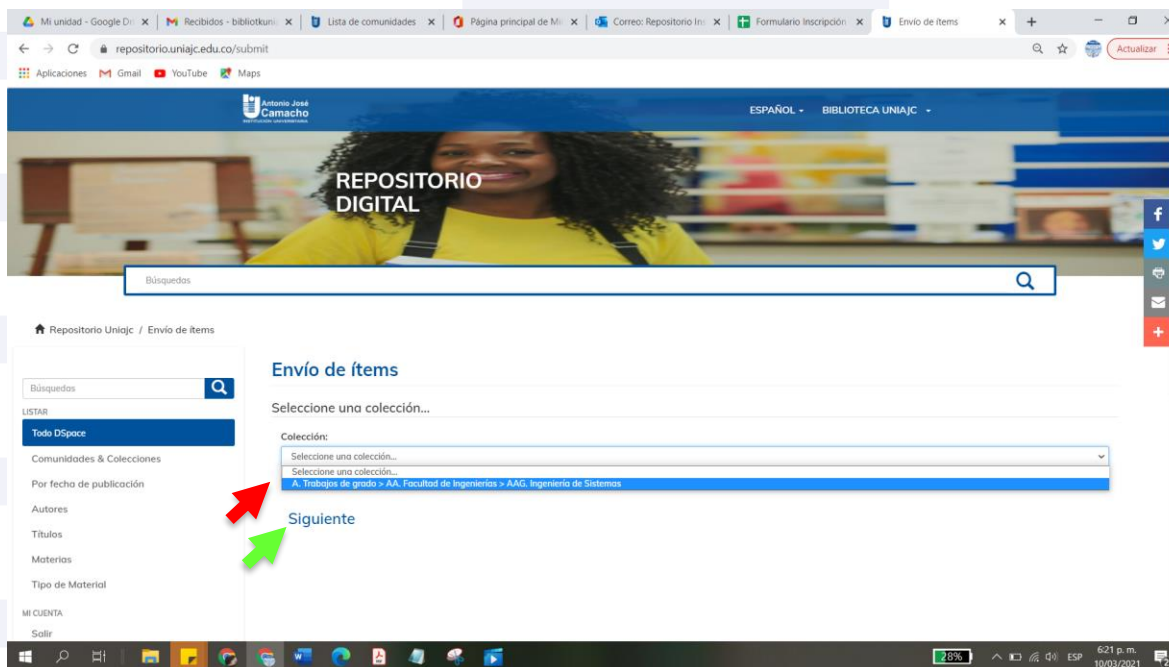 Mi unidad - Google Dr
Recibidos - bibliotkuni
Lista de comunidades
Página principal de Mi
Correo: Repositorio Ins
Formulario Inscripción
Envío de ítems
repositorio.uniajc.edu.co/submit
Actualizar
Aplicaciones Gmail YouTube Maps
Antonio José
Camacho
INSTITUCIÓN UNIVERSITARIA
ESPAÑOL
BIBLIOTECA UNIAJC
REPOSITORIO
DIGITAL
Búsquedas
Repositorio Uniajc / Envío de ítems
Búsquedas
LISTAR
Todo DSpace
Comunidades & Colecciones
Por fecha de publicación
Autores
Títulos
Materias
Tipo de Material
MI CUENTA
Salir
Envío de ítems
Seleccione una colección...
Colección:
Seleccione una colección...
Seleccione una colección...
A. Trabajos de grado > AA. Facultad de Ingenierías > AAG. Ingeniería de Sistemas
Siguiente
28%
ESP
6:21 p. m.
10/03/2021